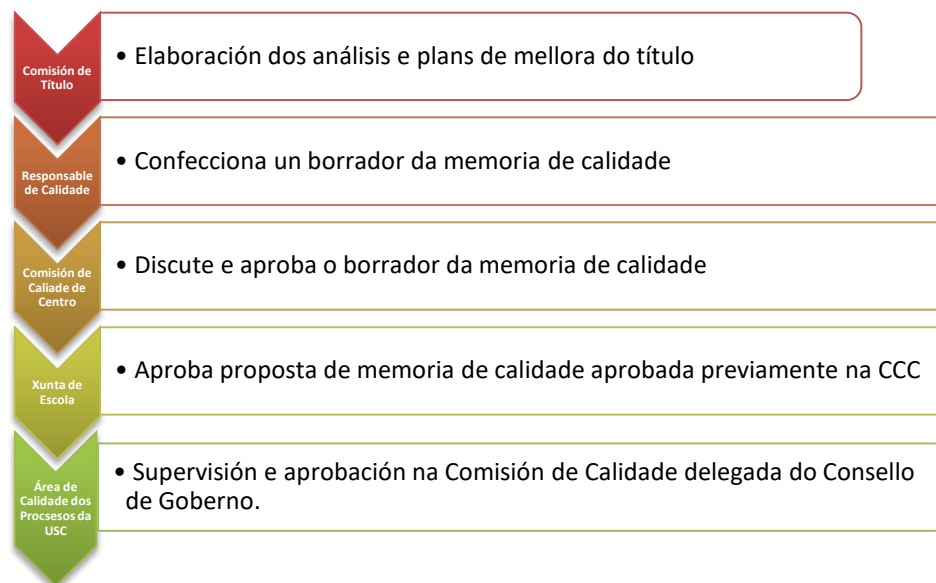 Comisión de
Título
• Elaboración dos análisis e plans de mellora do título
Responsable
de Calidade
• Confecciona un borrador da memoria de calidade
Comisión de
Caliade de
Centro
• Discute e aproba o borrador da memoria de calidade
Xunta de
Escola
• Aproba proposta de memoria de calidade aprobada previamente na CCC
Área de
Calidade dos
Procsesos da
USC
• Supervisión e aprobación na Comisión de Calidade delegada do Consello
de Goberno.